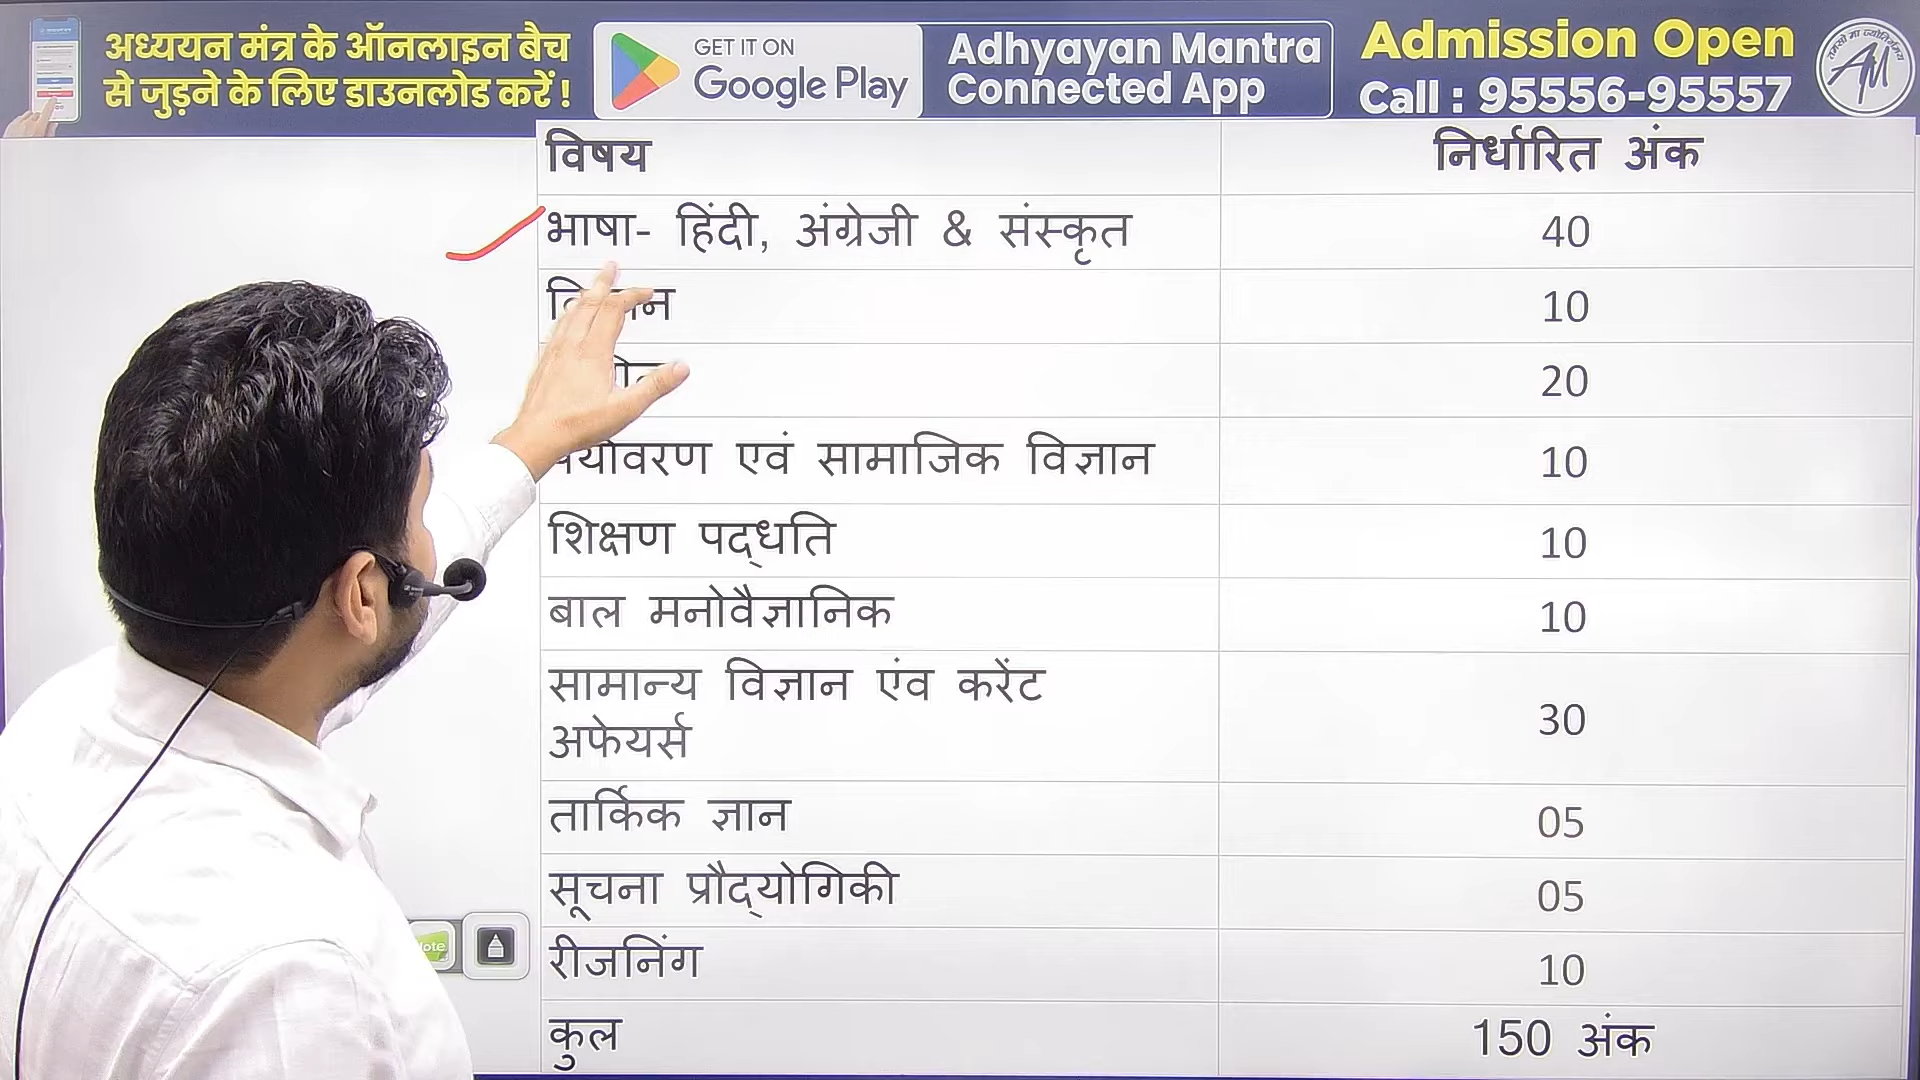 अध्ययन मंत्र के ऑनलाइन बैच
से जुड़ने के लिए डाउनलोड करें !
GET IT ON
Google Play
Adhyayan Mantra
Connected App
Admission Open
Call : 95556-95557
विषय निर्धारित अंक
भाषा- हिंदी, अंग्रेजी & संस्कृत 40
10
20
एवं सामाजिक विज्ञान 10
शिक्षण पद्धति 10
बाल मनोवैज्ञानिक 10
सामान्य विज्ञान एंव करेंट
अफेयर्स 30
तार्किक ज्ञान 05
सूचना प्रौद्योगिकी 05
रीजनिंग 10
कुल 150 अंक